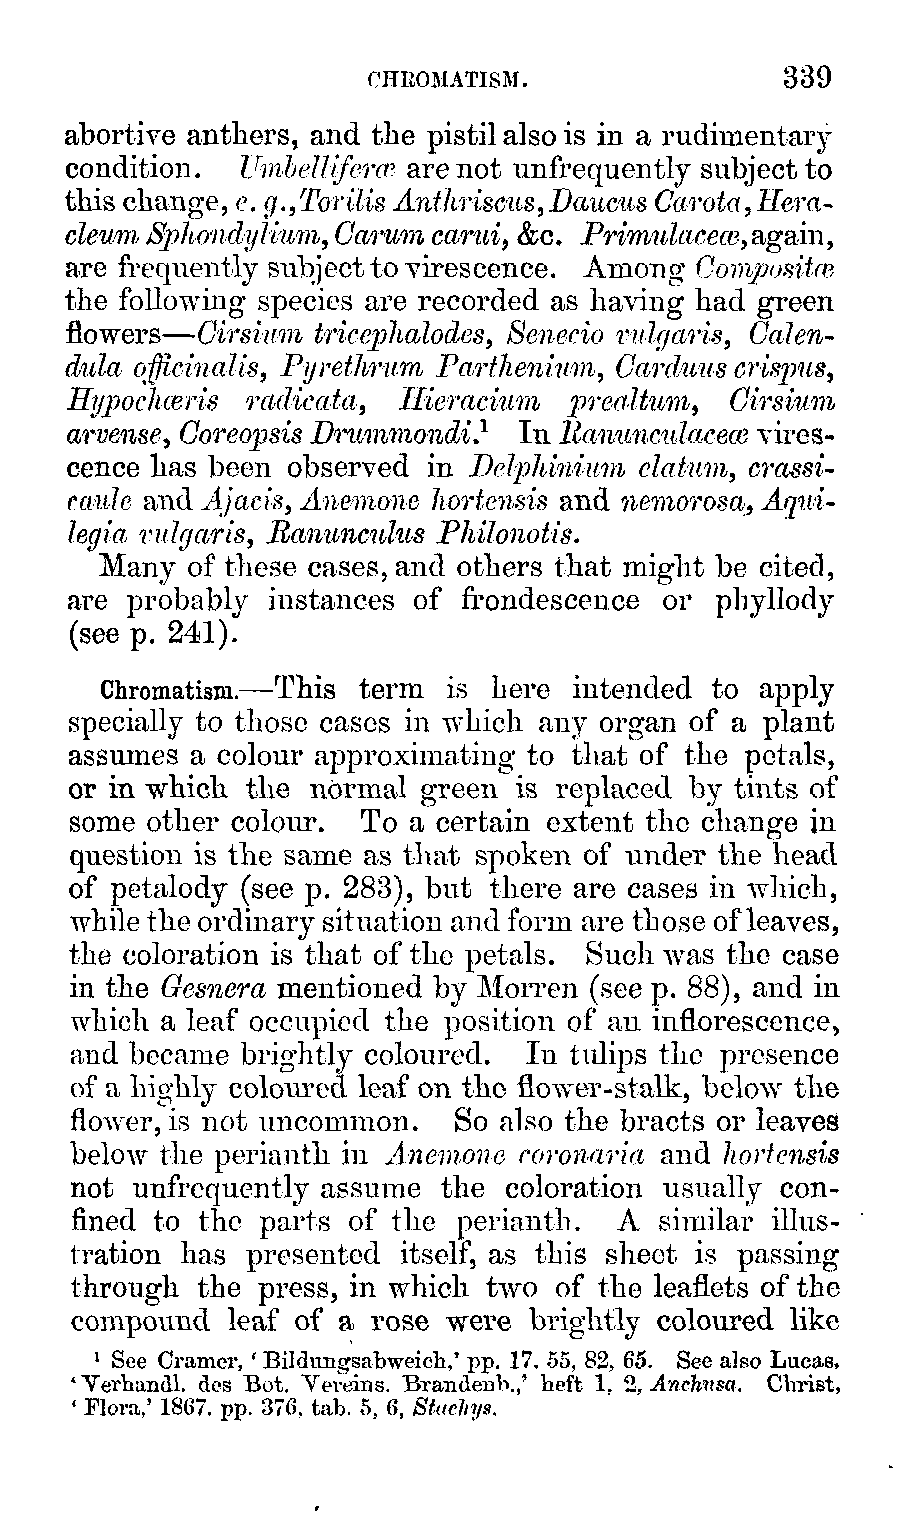 CHROMATISM. 339
abortive anthers, and the pistil also is in a rudimentary
condition. Umbelliferæ are not unfrequently subject to
this change, e. g., Torilis Anthriscus, Daucus Carota, Hera-
cleum Sphondylium, Carum carui, &c. Primulaceæ, again,
are frequently subject to virescence. Among Compositæ
the following species are recorded as having had green
flowers—Cirsium tricephalodes, Senecio vulgaris, Calen-
dula officinalis, Pyrethrum Parthenium, Carduus crispus,
Hypochæris radicata, Hieracium prealtum, Cirsium
arvense, Coreopsis Drummondi.¹ In Ranunculaceæ vires-
cence has been observed in Delphinium elatum, crassi-
caule and Ajacis, Anemone hortensis and nemorosa, Aqui-
legia vulgaris, Ranunculus Philonotis.
Many of these cases, and others that might be cited,
are probably instances of frondescence or phyllody
(see p. 241).
Chromatism.—This term is here intended to apply
specially to those cases in which any organ of a plant
assumes a colour approximating to that of the petals,
or in which the normal green is replaced by tints of
some other colour. To a certain extent the change in
question is the same as that spoken of under the head
of petalody (see p. 283), but there are cases in which,
while the ordinary situation and form are those of leaves,
the coloration is that of the petals. Such was the case
in the Gesnera mentioned by Morren (see p. 88), and in
which a leaf occupied the position of an inflorescence,
and became brightly coloured. In tulips the presence
of a highly coloured leaf on the flower-stalk, below the
flower, is not uncommon. So also the bracts or leaves
below the perianth in Anemone coronaria and hortensis
not unfrequently assume the coloration usually con-
fined to the parts of the perianth. A similar illus-
tration has presented itself, as this sheet is passing
through the press, in which two of the leaflets of the
compound leaf of a rose were brightly coloured like
¹ See Cramer, ‘Bildungsabweich,’ pp. 17, 55, 82, 65. See also Lucas,
‘Verhandl. des Bot. Vereins. Brandenb.,’ heft 1, 2, Anchusa. Christ,
‘Flora,’ 1867, pp. 376, tab. 5, 6, Stachys.